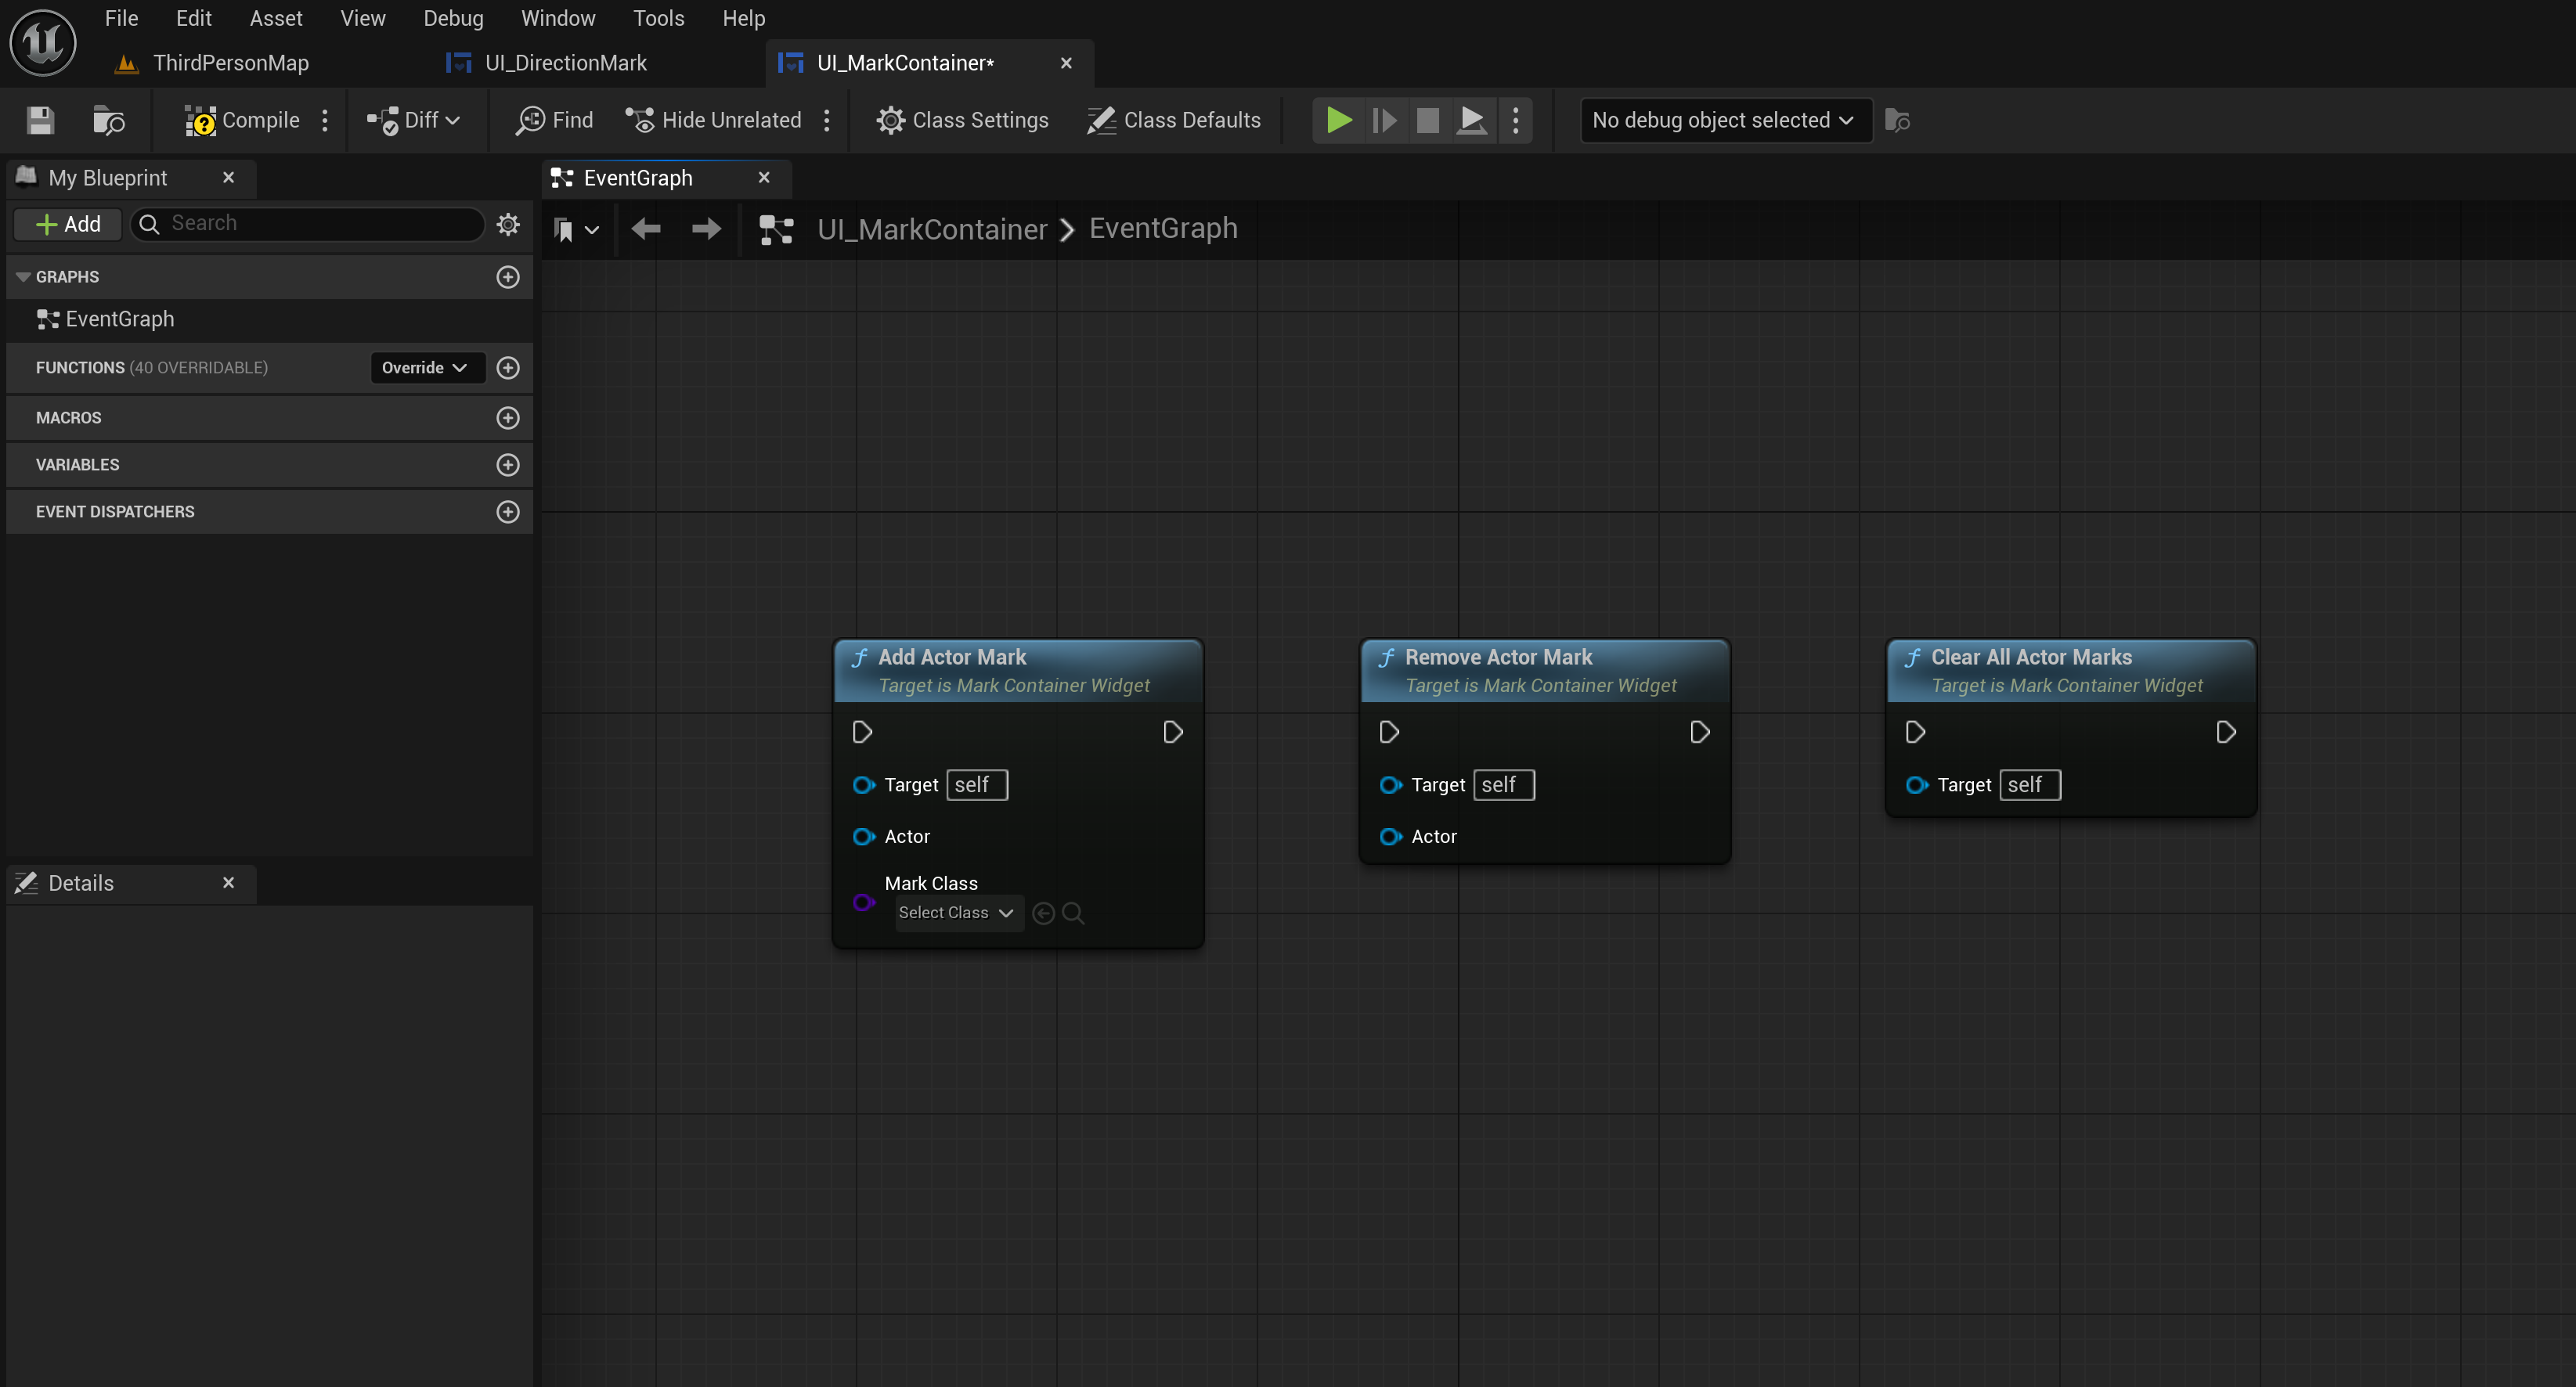 File Edit Asset View Debug Window Tools Help
ThirdPersonMap UI_DirectionMark UI_MarkContainer*
Compile Diff Find Hide Unrelated Class Settings Class Defaults No debug object selected
My Blueprint
EventGraph
Add Search
UI_MarkContainer > EventGraph
GRAPHS
EventGraph
FUNCTIONS (40 OVERRIDABLE) Override
MACROS
VARIABLES
EVENT DISPATCHERS
Details
Add Actor Mark
Target is Mark Container Widget
Target self
Actor
Mark Class
Select Class
Remove Actor Mark
Target is Mark Container Widget
Target self
Actor
Clear All Actor Marks
Target is Mark Container Widget
Target self